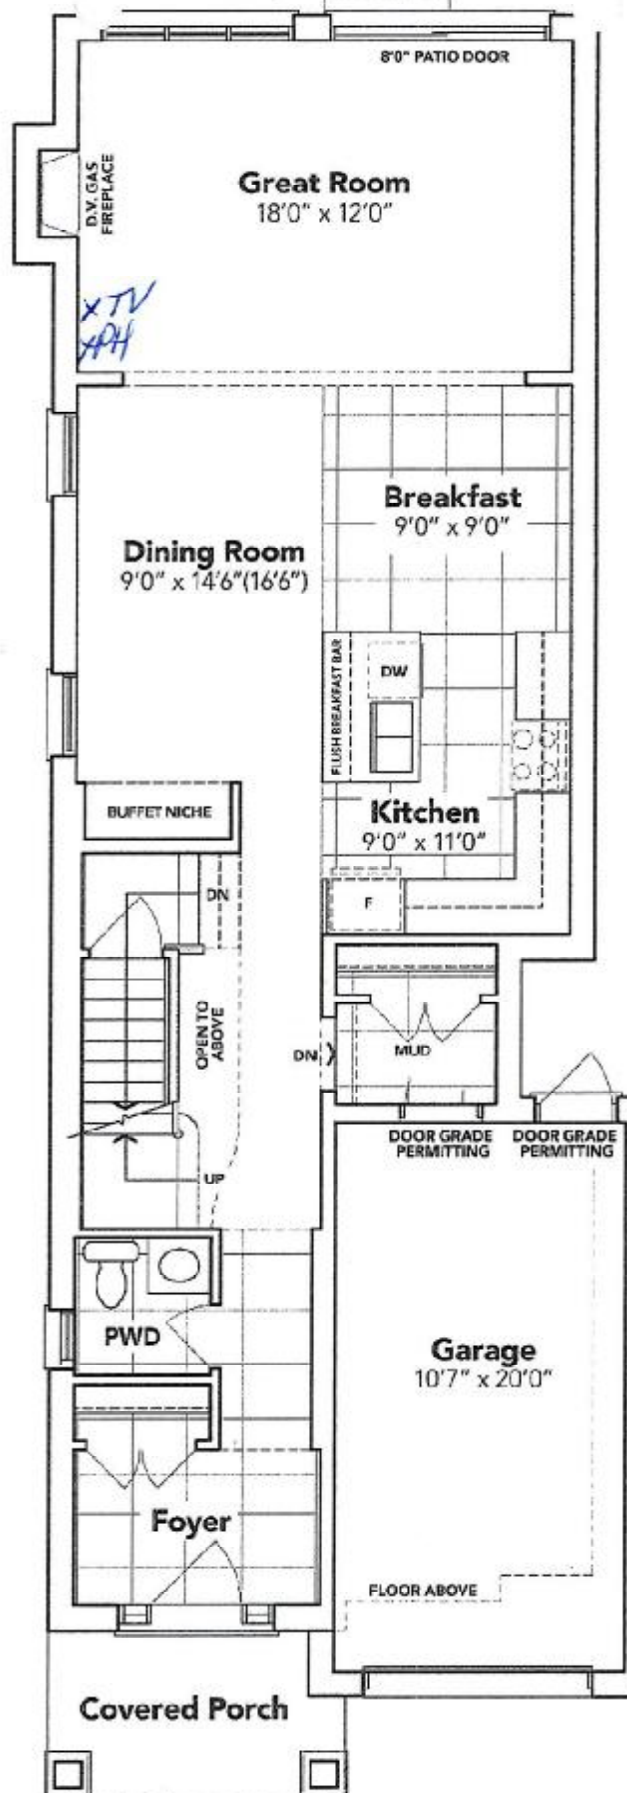 8'0" PATIO DOOR
D.V. GAS
FIREPLACE
Great Room
18'0" x 12'0"
x TV
xPH
Breakfast
9'0" x 9'0"
Dining Room
9'0" x 14'6"(16'6")
FLUSH BREAKFAST BAR
DW
BUFFET NICHE
Kitchen
9'0" x 11'0"
F
DN
OPEN TO
ABOVE
DN
MUD
UP
DOOR GRADE
PERMITTING
DOOR GRADE
PERMITTING
PWD
Garage
10'7" x 20'0"
Foyer
FLOOR ABOVE
Covered Porch